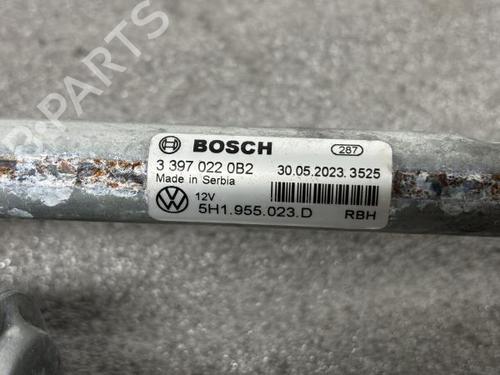 BOSCH 287
3 397 022 0B2 30.05.2023.3525
Made in Serbia
12V
5H1.955.023.D RBH